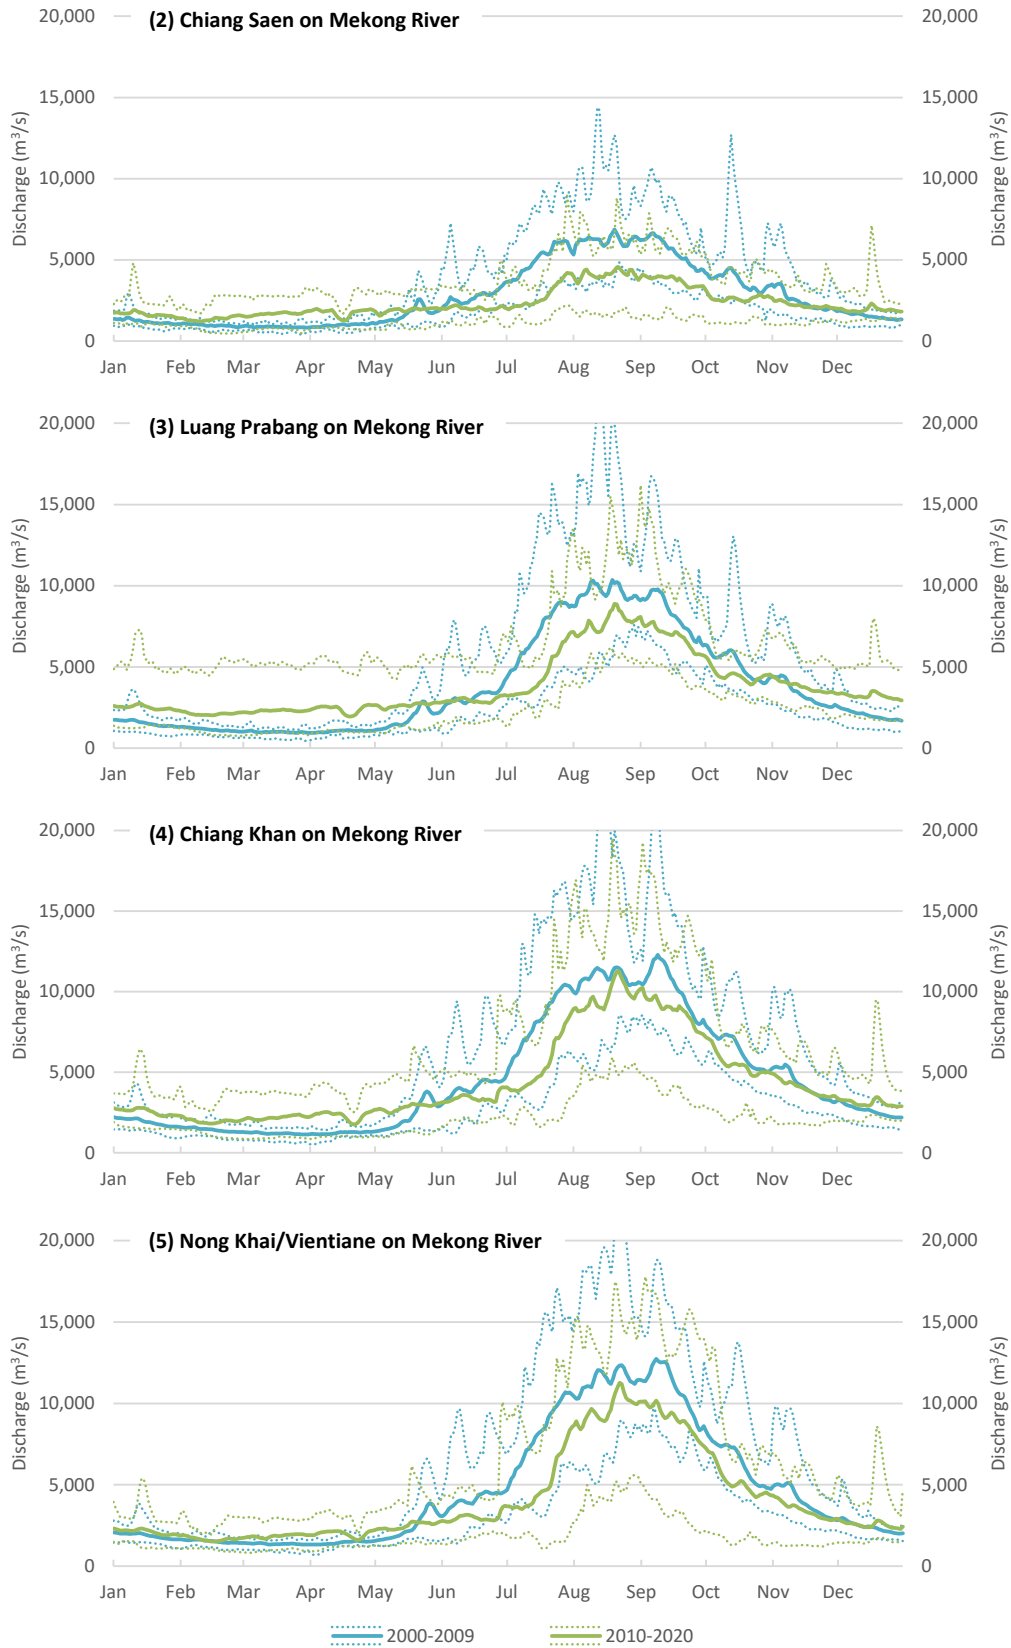 (2) Chiang Saen on Mekong River
20,000 20,000
15,000 15,000
10,000 10,000
5,000 5,000
0 0
Discharge (m³/s) Discharge (m³/s)
Jan Feb Mar Apr May Jun Jul Aug Sep Oct Nov Dec
(3) Luang Prabang on Mekong River
20,000 20,000
15,000 15,000
10,000 10,000
5,000 5,000
0 0
Discharge (m³/s) Discharge (m³/s)
Jan Feb Mar Apr May Jun Jul Aug Sep Oct Nov Dec
(4) Chiang Khan on Mekong River
20,000 20,000
15,000 15,000
10,000 10,000
5,000 5,000
0 0
Discharge (m³/s) Discharge (m³/s)
Jan Feb Mar Apr May Jun Jul Aug Sep Oct Nov Dec
(5) Nong Khai/Vientiane on Mekong River
20,000 20,000
15,000 15,000
10,000 10,000
5,000 5,000
0 0
Discharge (m³/s) Discharge (m³/s)
Jan Feb Mar Apr May Jun Jul Aug Sep Oct Nov Dec
2000-2009 2010-2020